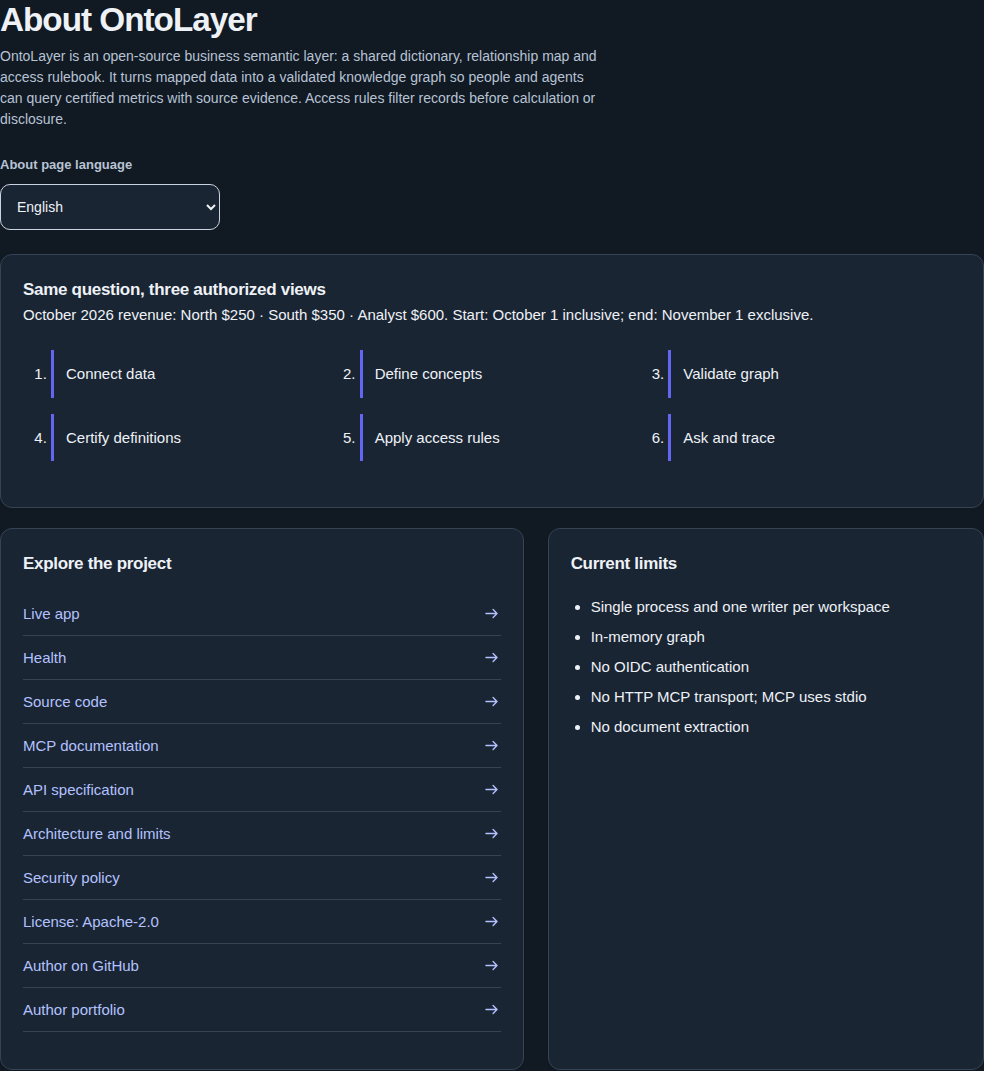 About OntoLayer
OntoLayer is an open-source business semantic layer: a shared dictionary, relationship map and
access rulebook. It turns mapped data into a validated knowledge graph so people and agents
can query certified metrics with source evidence. Access rules filter records before calculation or
disclosure.
About page language
English
Same question, three authorized views
October 2026 revenue: North $250 · South $350 · Analyst $600. Start: October 1 inclusive; end: November 1 exclusive.
1. Connect data
2. Define concepts
3. Validate graph
4. Certify definitions
5. Apply access rules
6. Ask and trace
Explore the project
Live app →
Health →
Source code →
MCP documentation →
API specification →
Architecture and limits →
Security policy →
License: Apache-2.0 →
Author on GitHub →
Author portfolio →
Current limits
• Single process and one writer per workspace
• In-memory graph
• No OIDC authentication
• No HTTP MCP transport; MCP uses stdio
• No document extraction